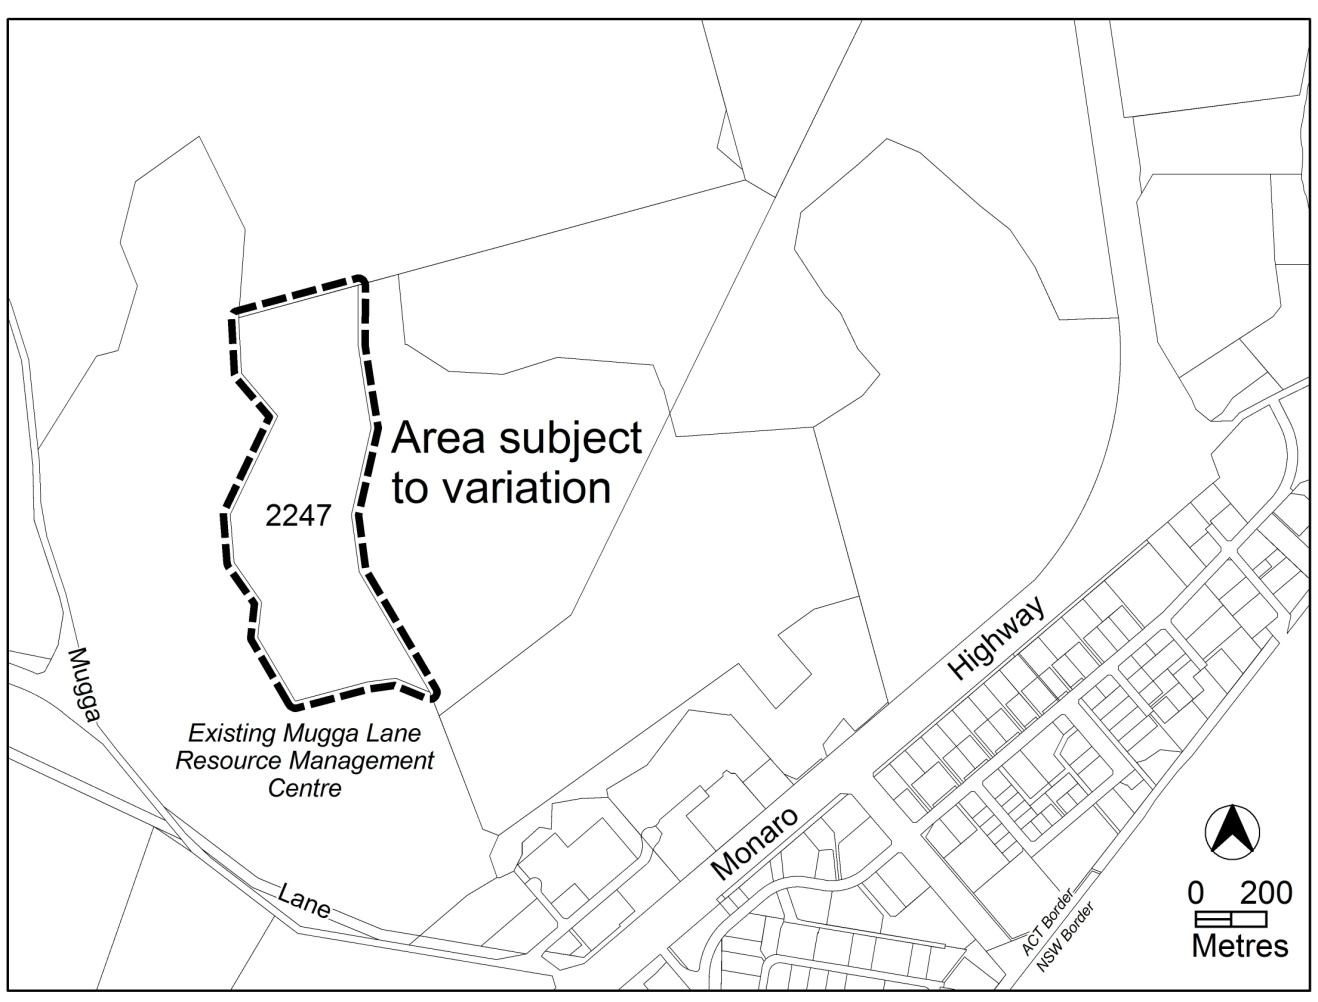 Area subject
to variation
2247
Highway
Mugga
Existing Mugga Lane
Resource Management
Centre
Monaro
Lane
0 200
Metres
ACT Border
NSW Border